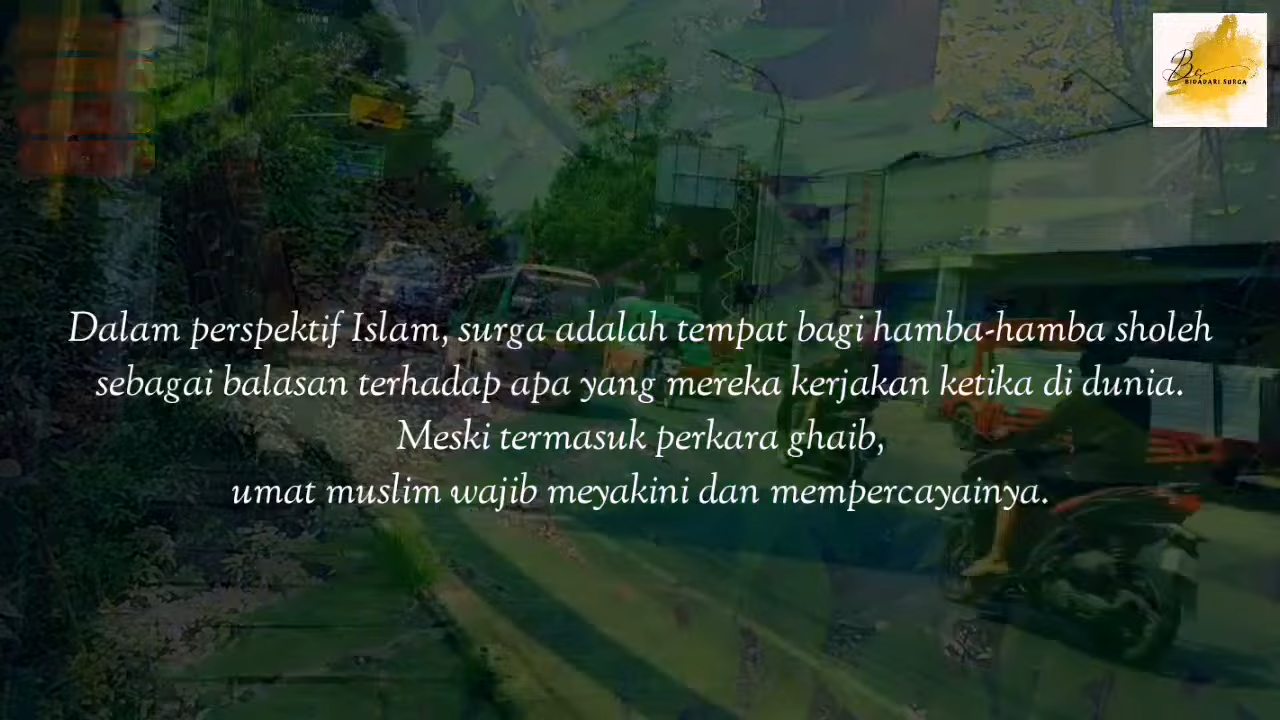 Bs
BIDADARI SURGA
Dalam perspektif Islam, surga adalah tempat bagi hamba-hamba sholeh
sebagai balasan terhadap apa yang mereka kerjakan ketika di dunia.
Meski termasuk perkara ghaib,
umat muslim wajib meyakini dan mempercayainya.